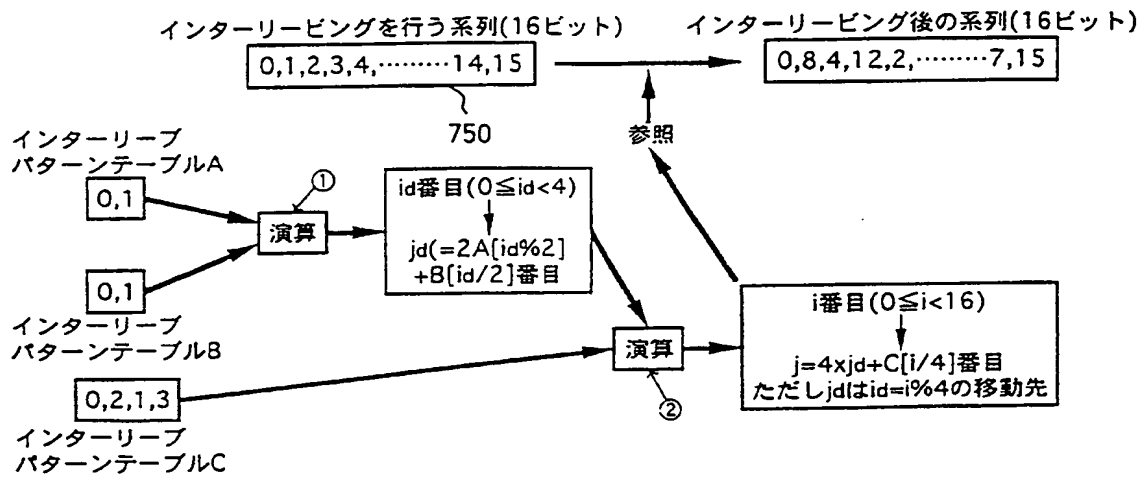 インターリービングを行う系列(16ビット)
インターリービング後の系列(16ビット)
0,1,2,3,4,………14,15
0,8,4,12,2,………7,15
750
参照
インターリーブ
パターンテーブルA
0,1
①
演算
id番目(0≦id<4)
jd(=2A[id%2]
+B[id/2]番目
0,1
インターリーブ
パターンテーブルB
演算
②
i番目(0≦i<16)
j=4xjd+C[i/4]番目
ただしjdはid=i%4の移動先
0,2,1,3
インターリーブ
パターンテーブルC